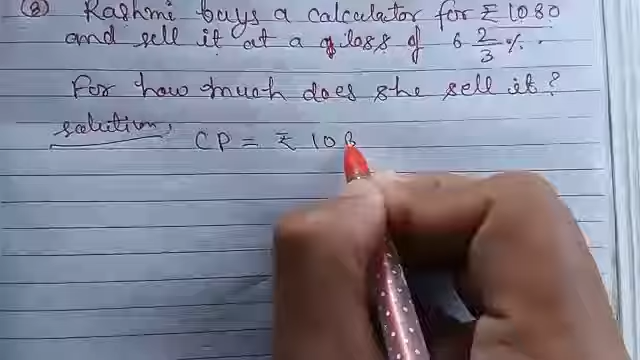 (8) Rashmi buys a calculator for ₹ 1080
and sell it at a loss of 6 2/3 %.
For how much does she sell it?
solution,
CP = ₹ 108